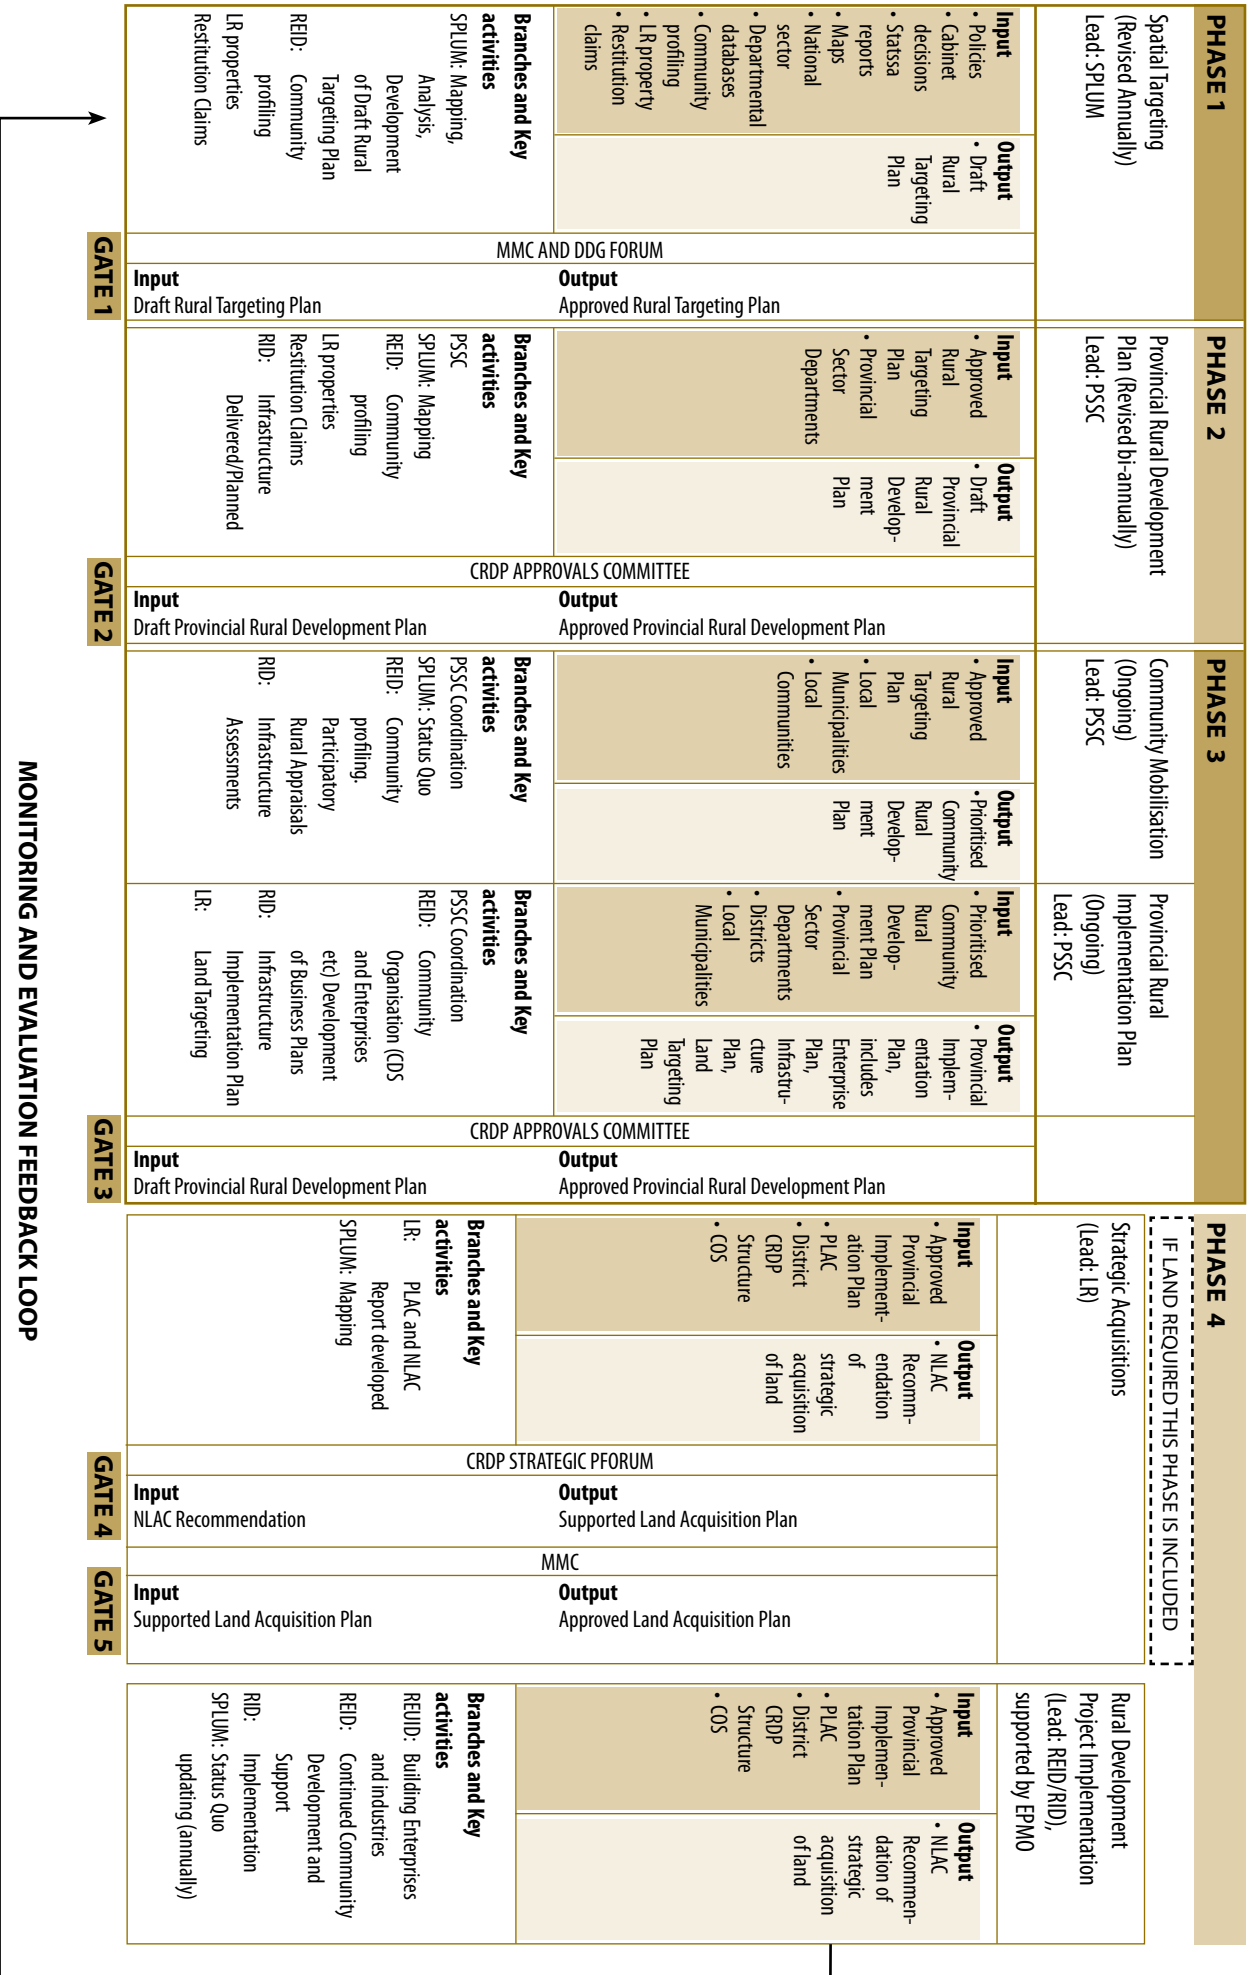 PHASE 1
Spatial Targeting
(Revised Annually)
Lead: SPLUM
Input
• Policies
• Cabinet
decisions
• Statssa
reports
• Maps
• National
sector
• Departmental
databases
• Community
profiling
• LR property
• Restitution
claims
Output
• Draft
Rural
Targeting
Plan
Branches and Key
activities
SPLUM: Mapping,
Analysis,
Development
of Draft Rural
Targeting Plan
REID: Community
profiling
LR properties
Restitution Claims
MMC AND DDG FORUM
Input
Draft Rural Targeting Plan
Output
Approved Rural Targeting Plan
GATE 1
PHASE 2
Provincial Rural Development
Plan (Revised bi-annually)
Lead: PSSC
Input
• Approved
Rural
Targeting
Plan
• Provincial
Sector
Departments
Output
• Draft
Provincial
Rural
Develop-
ment
Plan
Branches and Key
activities
PSSC
SPLUM: Mapping
REID: Community
profiling
LR properties
Restitution Claims
RID: Infrastructure
Delivered/Planned
CRDP APPROVALS COMMITTEE
Input
Draft Provincial Rural Development Plan
Output
Approved Provincial Rural Development Plan
GATE 2
PHASE 3
Community Mobilisation
(Ongoing)
Lead: PSSC
Input
• Approved
Rural
Targeting
Plan
• Local
Municipalities
• Local
Communities
Output
• Prioritised
Community
Rural
Develop-
ment
Plan
Branches and Key
activities
PSSC Coordination
SPLUM: Status Quo
REID: Community
profiling.
Participatory
Rural Appraisals
RID: Infrastructure
Assessments
Provincial Rural
Implementation Plan
(Ongoing)
Lead: PSSC
Input
• Prioritised
Community
Rural
Develop-
ment Plan
• Provincial
Sector
Departments
• Districts
• Local
Municipalities
Output
• Provincial
Implem-
entation
Plan,
includes
Enterprise
Plan,
Infrastru-
cture
Plan,
Land
Targeting
Plan
Branches and Key
activities
PSSC Coordination
REID: Community
Organisation (CDS
and Enterprises
etc) Development
of Business Plans
RID: Infrastructure
Implementation Plan
LR: Land Targeting
CRDP APPROVALS COMMITTEE
Input
Draft Provincial Rural Development Plan
Output
Approved Provincial Rural Development Plan
GATE 3
PHASE 4
IF LAND REQUIRED THIS PHASE IS INCLUDED
Strategic Acquisitions
(Lead: LR)
Input
• Approved
Provincial
Implement-
ation Plan
• PLAC
• District
CRDP
Structure
• COS
Output
• NLAC
Recomm-
endation
of
strategic
acquisition
of land
Branches and Key
activities
LR: PLAC and NLAC
Report developed
SPLUM: Mapping
CRDP STRATEGIC PFORUM
Input
NLAC Recommendation
Output
Supported Land Acquisition Plan
GATE 4
MMC
Input
Supported Land Acquisition Plan
Output
Approved Land Acquisition Plan
GATE 5
Rural Development
Project Implementation
(Lead: REID/RID),
supported by EPMO
Input
• Approved
Provincial
Implemen-
tation Plan
• PLAC
• District
CRDP
Structure
• COS
Output
• NLAC
Recommen-
dation of
strategic
acquisition
of land
Branches and Key
activities
REUID: Building Enterprises
and industries
REID: Continued Community
Development and
Support
RID: Implementation
SPLUM: Status Quo
updating (annually)
MONITORING AND EVALUATION FEEDBACK LOOP